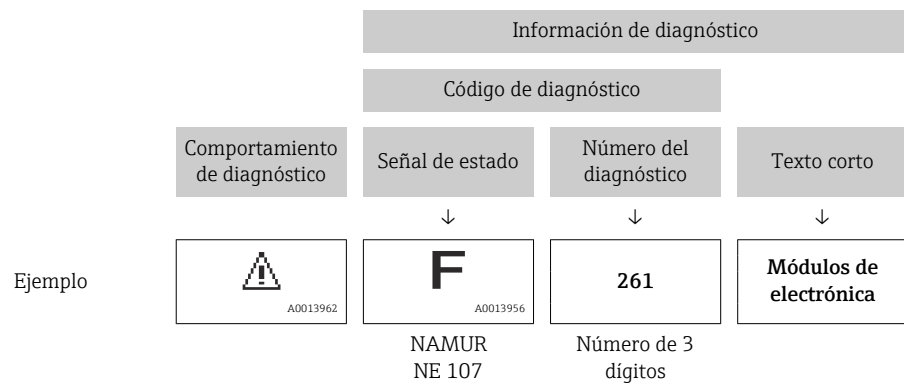 Información de diagnóstico
Código de diagnóstico
Comportamiento
de diagnóstico
Señal de estado
Número del
diagnóstico
Texto corto
↓
↓
↓
Ejemplo
A0013962
F
A0013956
261
Módulos de
electrónica
NAMUR
NE 107
Número de 3
dígitos